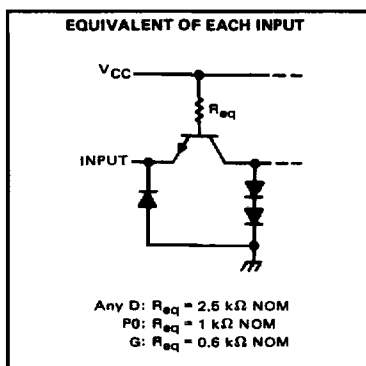 EQUIVALENT OF EACH INPUT
VCC
Req
INPUT
Any D: Req = 2.5 kΩ NOM
P0: Req = 1 kΩ NOM
G: Req = 0.6 kΩ NOM